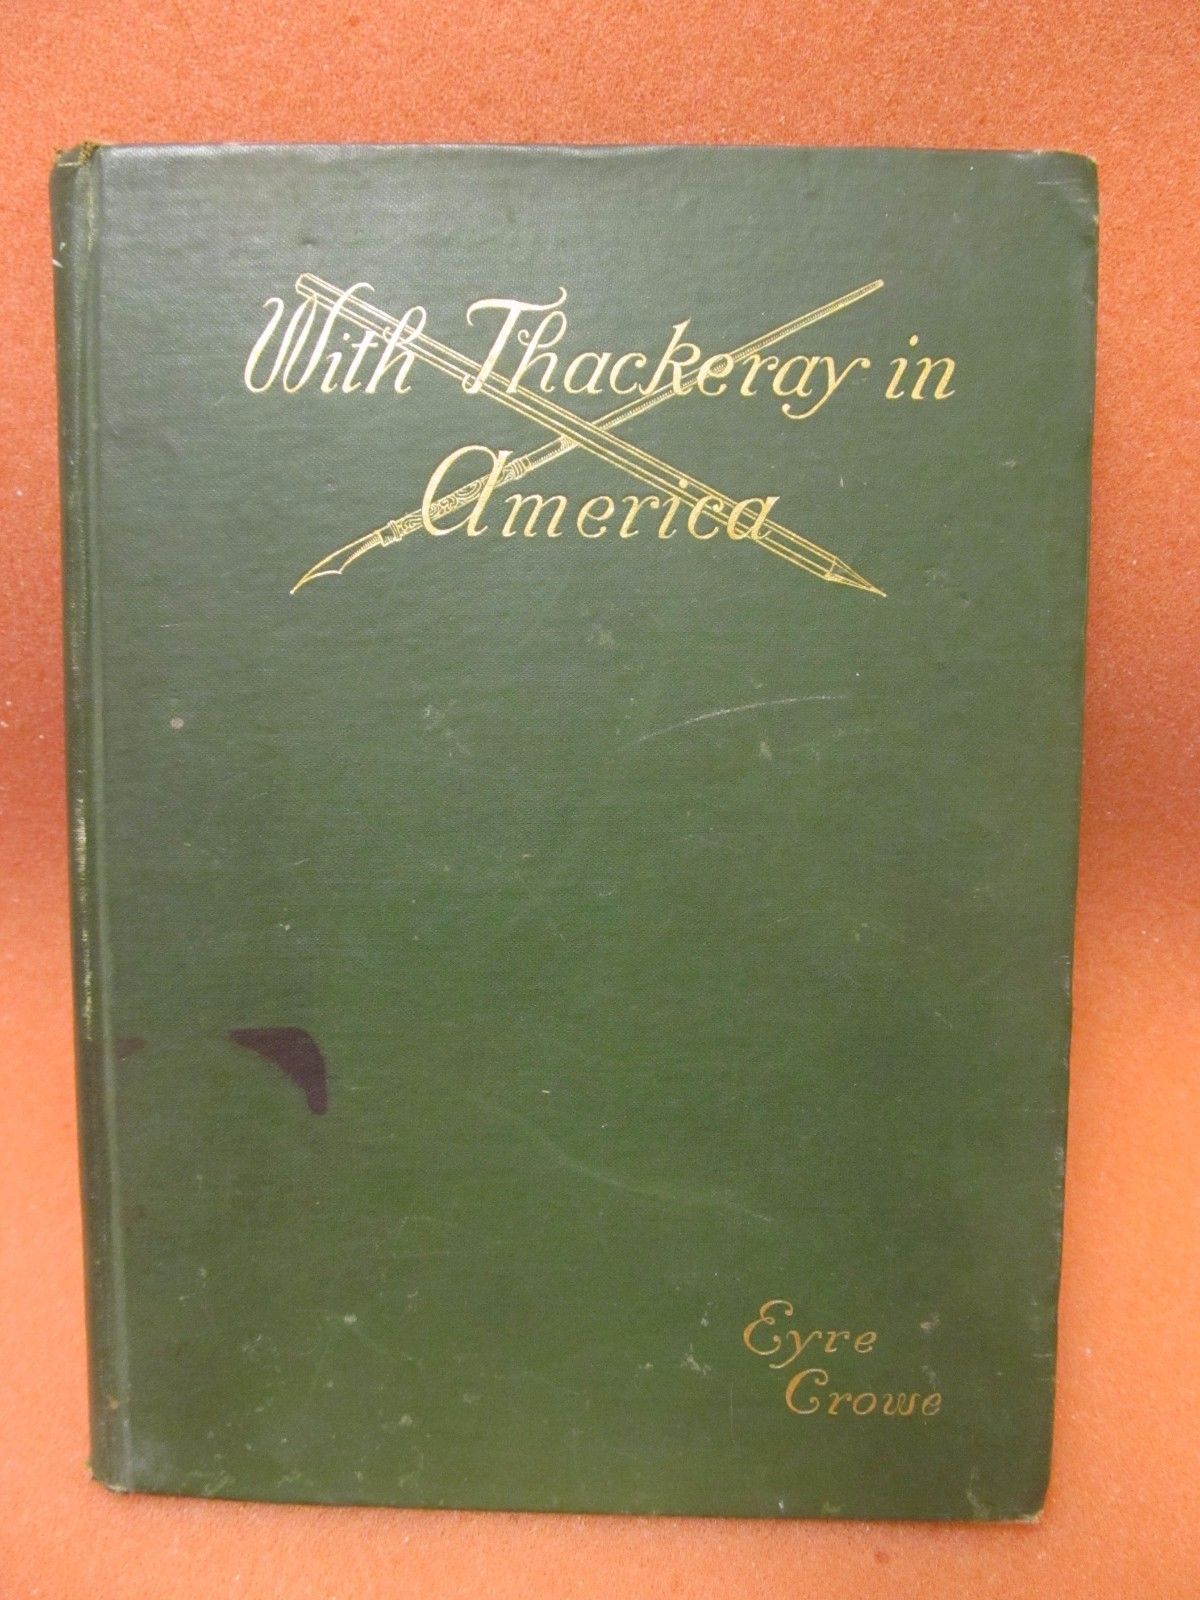 With Thackeray in
America
Eyre
Crowe